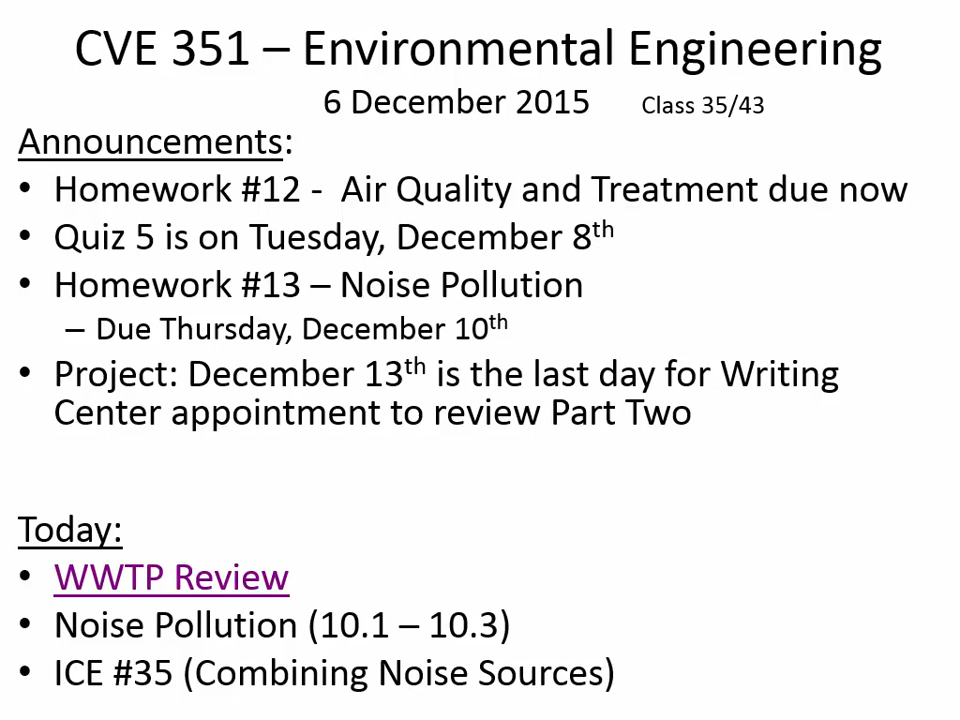 CVE 351 – Environmental Engineering
6 December 2015 Class 35/43
Announcements:
• Homework #12 - Air Quality and Treatment due now
• Quiz 5 is on Tuesday, December 8th
• Homework #13 – Noise Pollution
– Due Thursday, December 10th
• Project: December 13th is the last day for Writing
Center appointment to review Part Two
Today:
• WWTP Review
• Noise Pollution (10.1 – 10.3)
• ICE #35 (Combining Noise Sources)